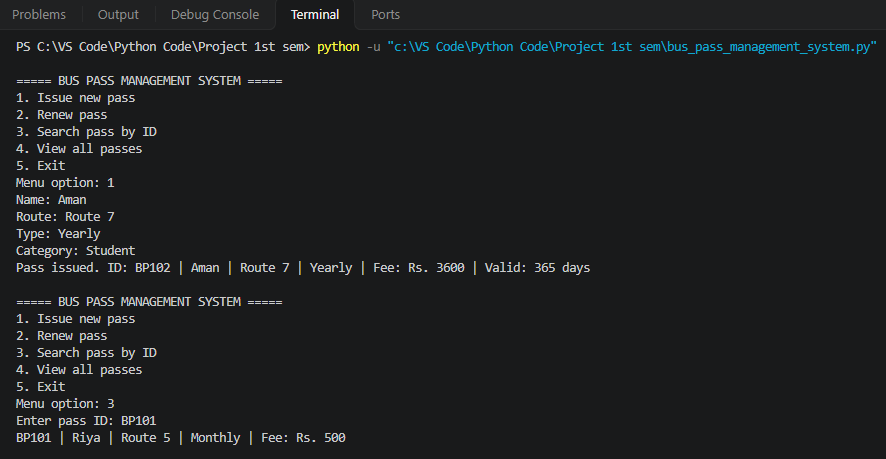 Problems Output Debug Console Terminal Ports
PS C:\VS Code\Python Code\Project 1st sem> python -u "c:\VS Code\Python Code\Project 1st sem\bus_pass_management_system.py"
===== BUS PASS MANAGEMENT SYSTEM =====
1. Issue new pass
2. Renew pass
3. Search pass by ID
4. View all passes
5. Exit
Menu option: 1
Name: Aman
Route: Route 7
Type: Yearly
Category: Student
Pass issued. ID: BP102 | Aman | Route 7 | Yearly | Fee: Rs. 3600 | Valid: 365 days
===== BUS PASS MANAGEMENT SYSTEM =====
1. Issue new pass
2. Renew pass
3. Search pass by ID
4. View all passes
5. Exit
Menu option: 3
Enter pass ID: BP101
BP101 | Riya | Route 5 | Monthly | Fee: Rs. 500